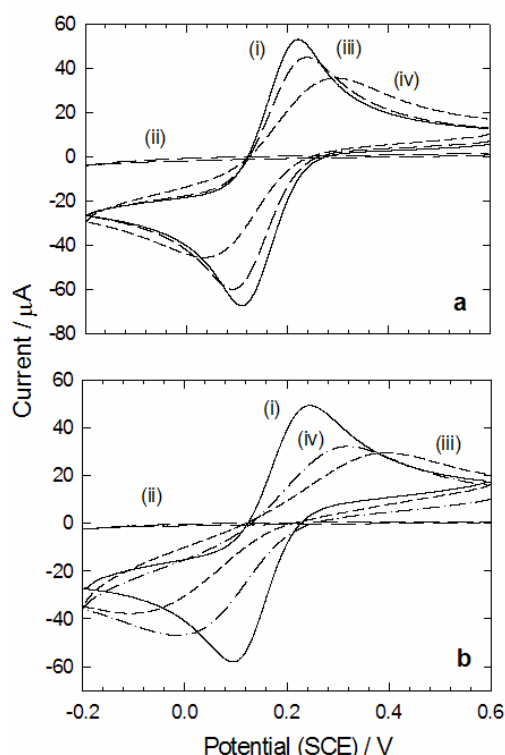 60
(i)
(iii)
40
(iv)
20
(ii)
0
-20
-40
-60
a
-80
Current / μA
60
(i)
40
(iv)
(iii)
20
(ii)
0
-20
-40
-60
b
-0.2 0.0 0.2 0.4 0.6
Potential (SCE) / V